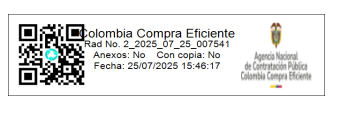 Colombia Compra Eficiente
Rad No. 2_2025_07_25_007541
Anexos: No Con copia: No
Fecha: 25/07/2025 15:46:17
Agencia Nacional
de Contratación Pública
Colombia Compra Eficiente